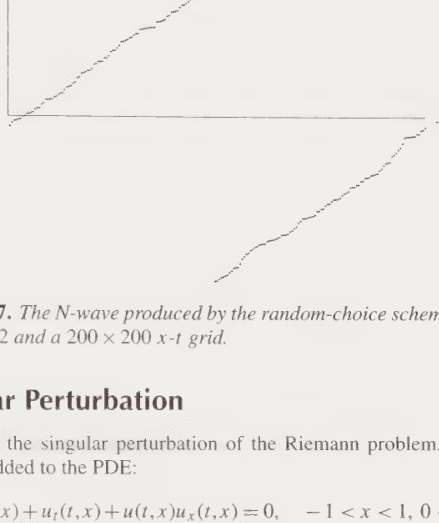 7. The N-wave produced by the random-choice schem
2 and a 200 × 200 x-t grid.
ar Perturbation
the singular perturbation of the Riemann problem.
dded to the PDE:
x)+u_t(t,x)+u(t,x)u_x(t,x)=0, −1<x<1, 0